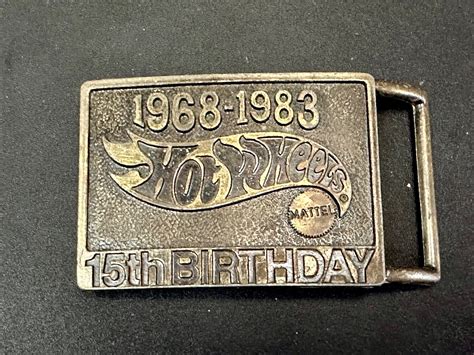 1968-1983
HOT WHEELS®
MATTEL
15th BIRTHDAY